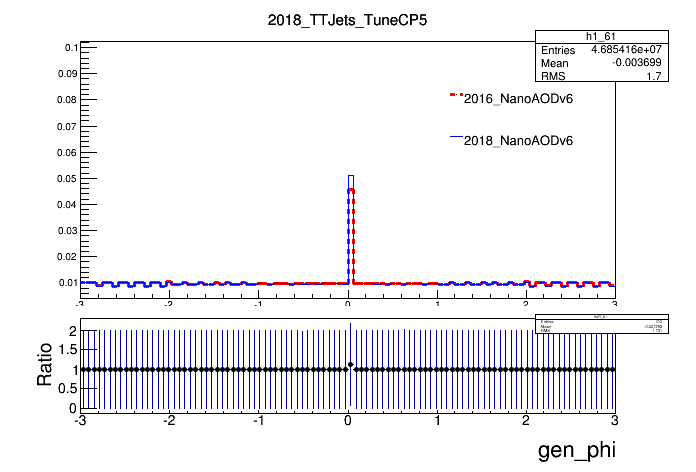 2018_TTJets_TuneCP5
h1_61
Entries 4.685416e+07
Mean -0.003699
RMS 1.7
0.1
0.09
0.08
0.07
0.06
0.05
0.04
0.03
0.02
0.01
2016_NanoAODv6
2018_NanoAODv6
-3 -2 -1 0 1 2 3
Entries
Mean
RMS
Ratio
2
1.5
1
0.5
0
-3 -2 -1 0 1 2 3
gen_phi